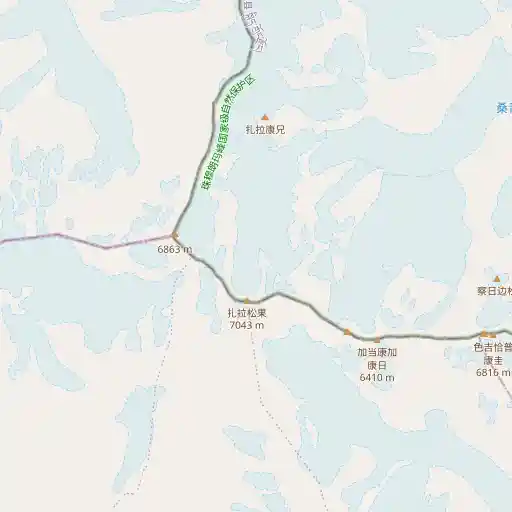 珠穆朗玛峰国家级自然保护区
扎拉康兄
桑
6863 m
察日边松
扎拉松果
7043 m
加当康加
康日
6410 m
色吉恰普
康圭
6816 m